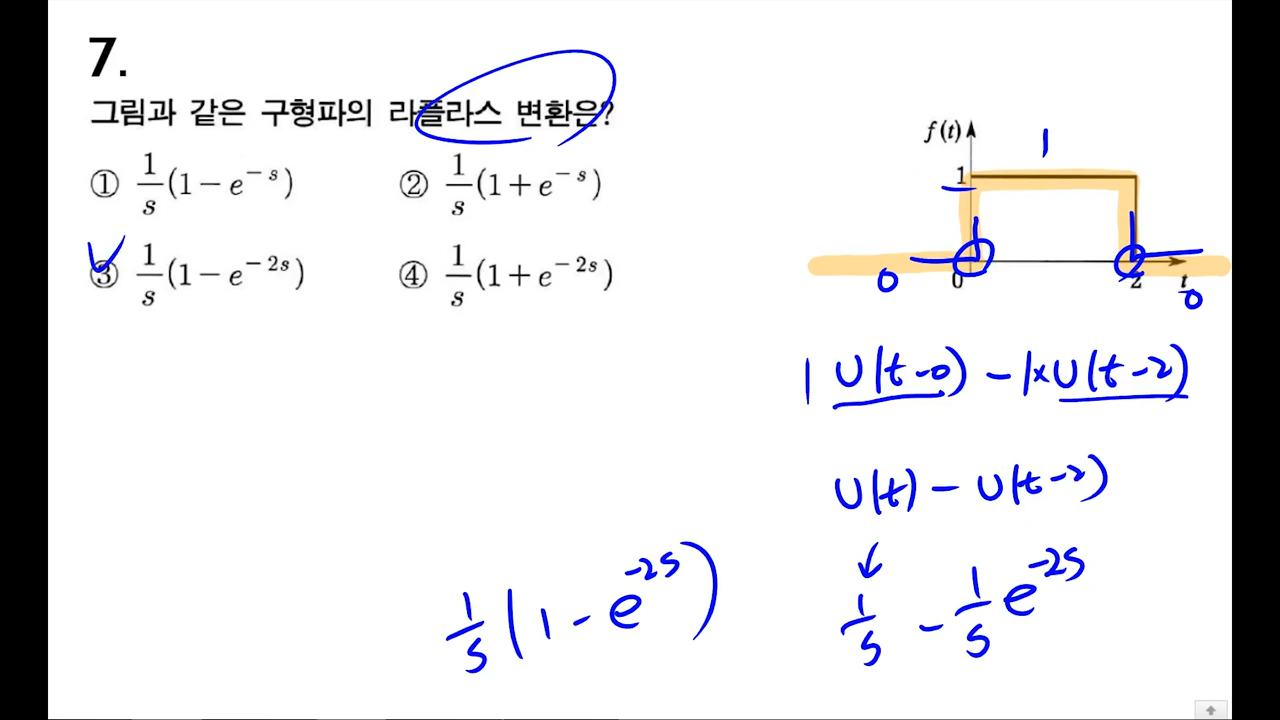 7.
그림과 같은 구형파의 라플라스 변환은?
① 1/s(1-e^{-s}) ② 1/s(1+e^{-s})
③ 1/s(1-e^{-2s}) ④ 1/s(1+e^{-2s})
f(t)
1
1
0 2 t
0 0
1 U(t-0) - 1×U(t-2)
U(t) - U(t-2)
↓
1/s - 1/s e^{-2s}
1/s(1-e^{-2s})